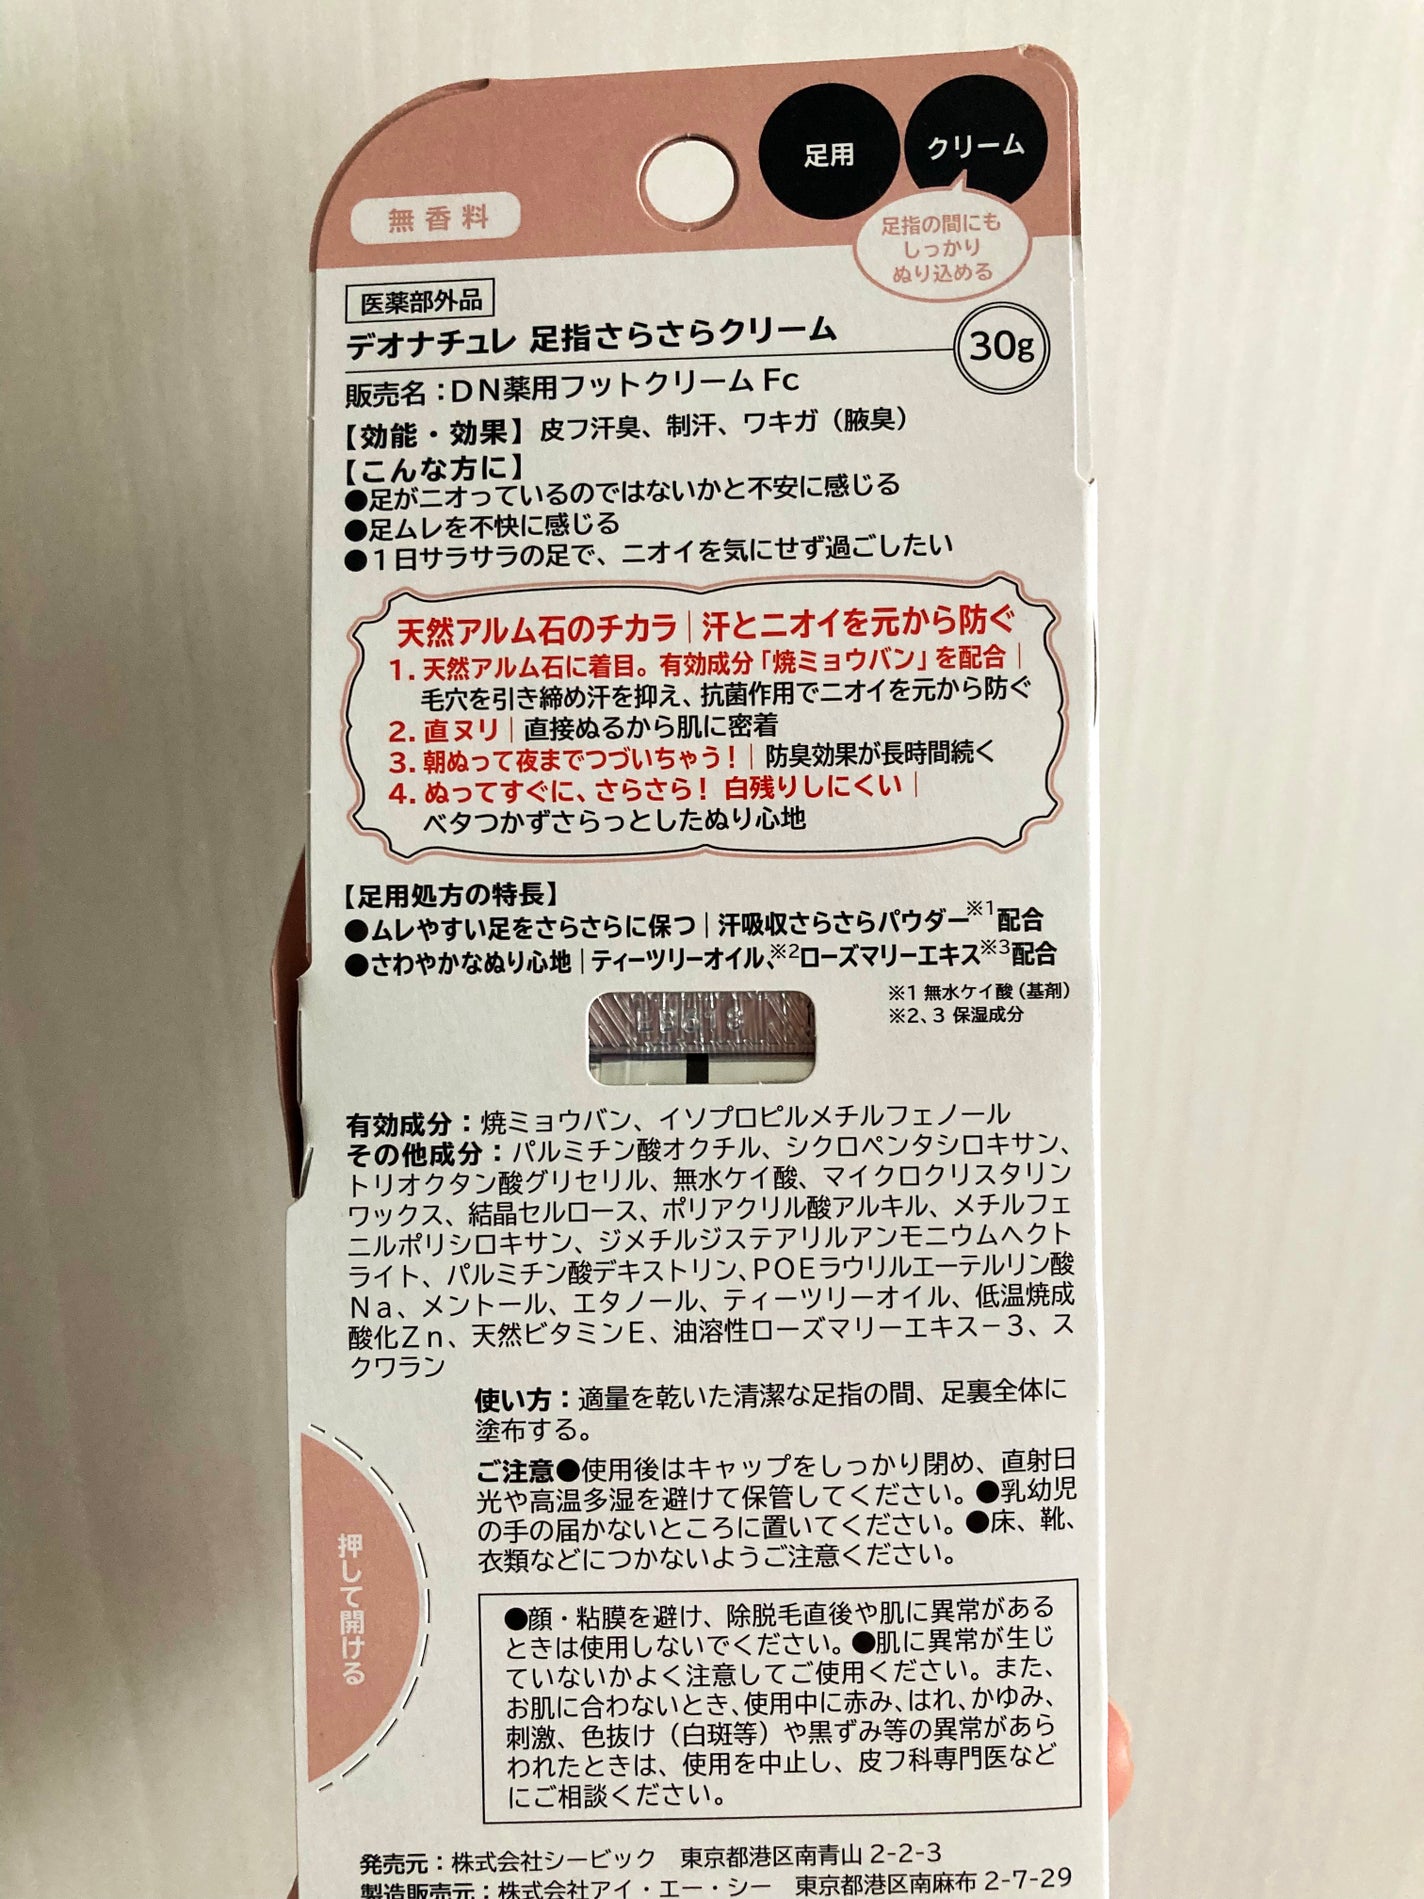 足用
クリーム
無香料
足指の間にも
しっかり
ぬり込める
医薬部外品
デオナチュレ 足指さらさらクリーム
30g
販売名：DN薬用フットクリーム Fc
【効能・効果】皮フ汗臭、制汗、ワキガ（腋臭）
【こんな方に】
●足がニオっているのではないかと不安に感じる
●足ムレを不快に感じる
●1日サラサラの足で、ニオイを気にせず過ごしたい
天然アルム石のチカラ｜汗とニオイを元から防ぐ
1. 天然アルム石に着目。有効成分「焼ミョウバン」を配合｜
毛穴を引き締め汗を抑え、抗菌作用でニオイを元から防ぐ
2. 直ヌリ｜直接ぬるから肌に密着
3. 朝ぬって夜までつづいちゃう！｜防臭効果が長時間続く
4. ぬってすぐに、さらさら！ 白残りしにくい｜
ベタつかずさらっとしたぬり心地
【足用処方の特長】
●ムレやすい足をさらさらに保つ｜汗吸収さらさらパウダー※1配合
●さわやかなぬり心地｜ティーツリーオイル、※2ローズマリーエキス※3配合
※1 無水ケイ酸（基剤）
※2、3 保湿成分
有効成分：焼ミョウバン、イソプロピルメチルフェノール
その他成分：パルミチン酸オクチル、シクロペンタシロキサン、
トリオクタン酸グリセリル、無水ケイ酸、マイクロクリスタリン
ワックス、結晶セルロース、ポリアクリル酸アルキル、メチルフェ
ニルポリシロキサン、ジメチルジステアリルアンモニウムヘクト
ライト、パルミチン酸デキストリン、POEラウリルエーテルリン酸
Na、メントール、エタノール、ティーツリーオイル、低温焼成
酸化Zn、天然ビタミンE、油溶性ローズマリーエキス－3、ス
クワラン
使い方：適量を乾いた清潔な足指の間、足裏全体に
塗布する。
ご注意●使用後はキャップをしっかり閉め、直射日
光や高温多湿を避けて保管してください。●乳幼児
の手の届かないところに置いてください。●床、靴、
衣類などにつかないようご注意ください。
押して開ける
●顔・粘膜を避け、除脱毛直後や肌に異常がある
ときは使用しないでください。●肌に異常が生じ
ていないかよく注意してご使用ください。また、
お肌に合わないとき、使用中に赤み、はれ、かゆみ、
刺激、色抜け（白斑等）や黒ずみ等の異常があら
われたときは、使用を中止し、皮フ科専門医など
にご相談ください。
発売元：株式会社シービック　東京都港区南青山 2-2-3
製造販売元：株式会社アイ・エー・シー　東京都港区南麻布 2-7-29